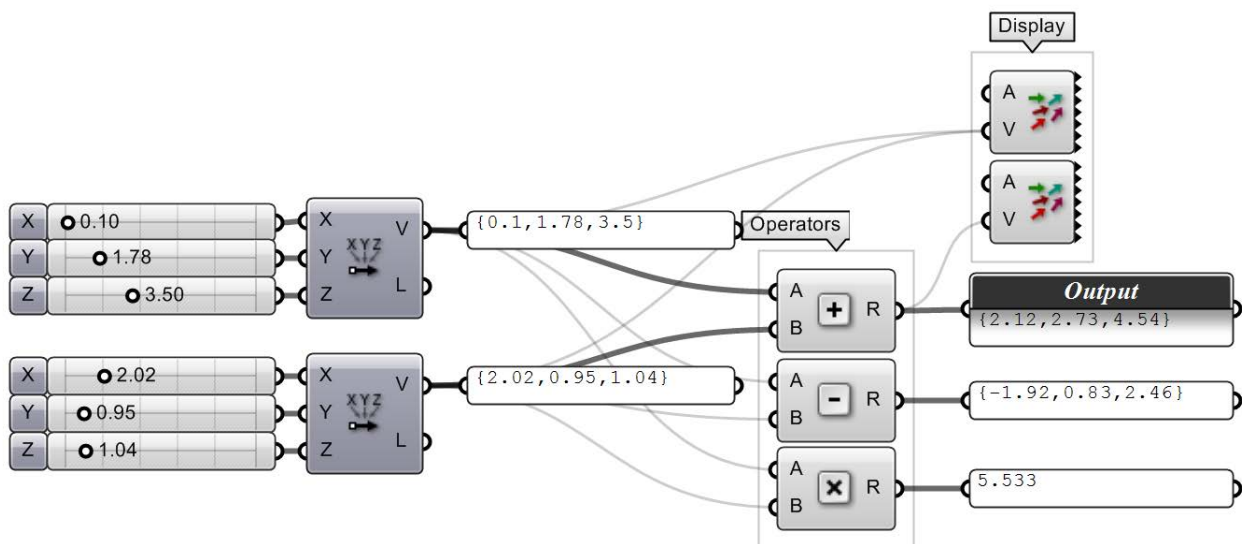 Display
A
V
A
V
X 0.10 X V {0.1,1.78,3.5} Operators
Y 1.78 XYZ Y
Z 3.50 Z L
A
B + R Output
{2.12,2.73,4.54}
X 2.02 X V {2.02,0.95,1.04}
Y 0.95 XYZ Y
Z 1.04 Z L
A
B - R {-1.92,0.83,2.46}
A
B × R 5.533